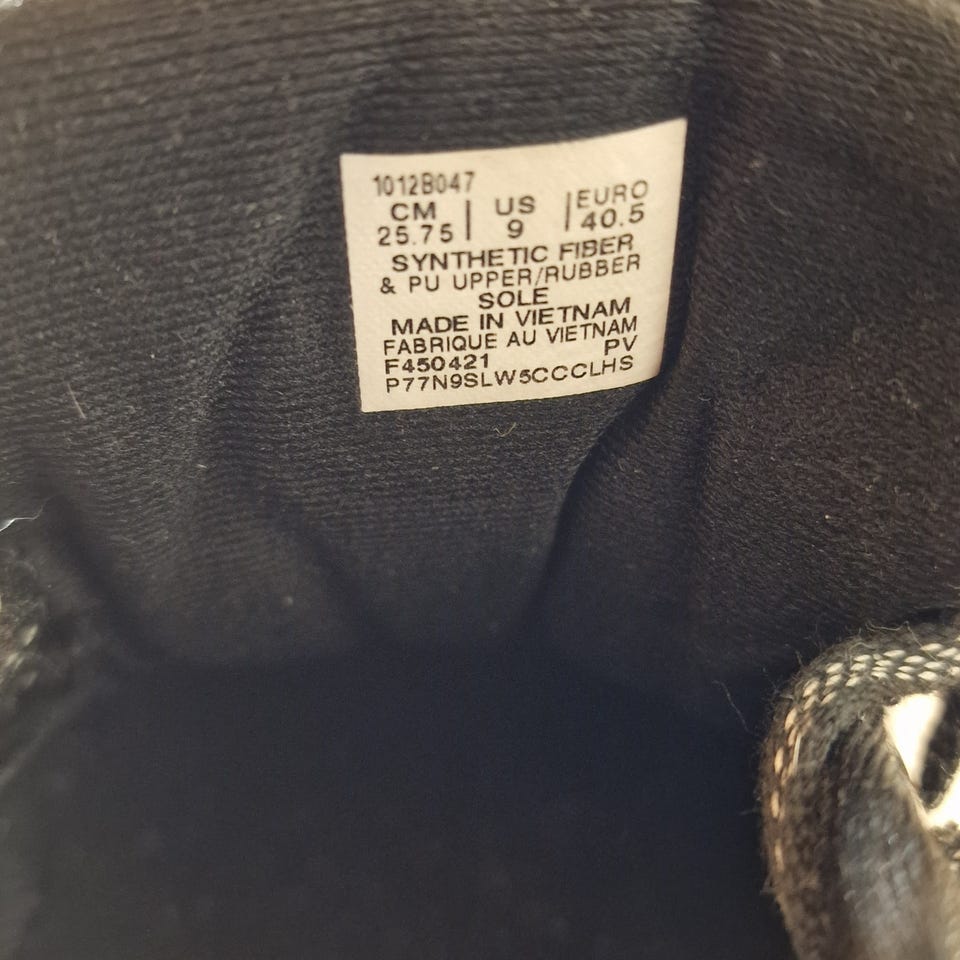 1012B047
CM | US | EURO
25.75 | 9 | 40.5
SYNTHETIC FIBER
& PU UPPER/RUBBER
SOLE
MADE IN VIETNAM
FABRIQUE AU VIETNAM
F450421 PV
P77N9SLW5CCCLHS